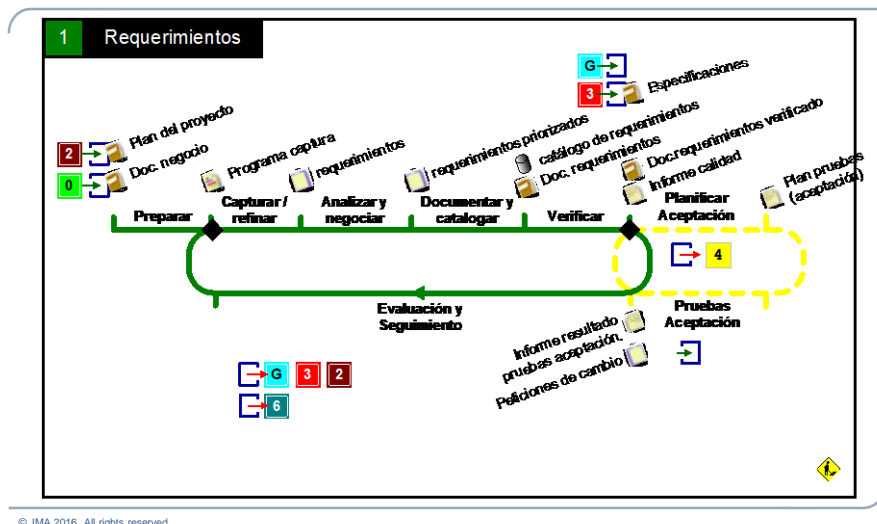 1 Requerimientos
G
3 Especificaciones
2 Plan del proyecto
0 Doc. negocio
Programa captura
requerimientos
requerimientos priorizados
catálogo de requerimientos
Doc. requerimientos
Doc.requerimientos verificado
Informe calidad
Plan pruebas
(aceptación)
Preparar
Capturar /
refinar
Analizar y
negociar
Documentar y
catalogar
Verificar
Planificar
Aceptación
4
Evaluación y
Seguimiento
Pruebas
Aceptación
Informe resultado
pruebas aceptación.
Peticiones de cambio
G 3 2
6
© JMA 2016. All rights reserved